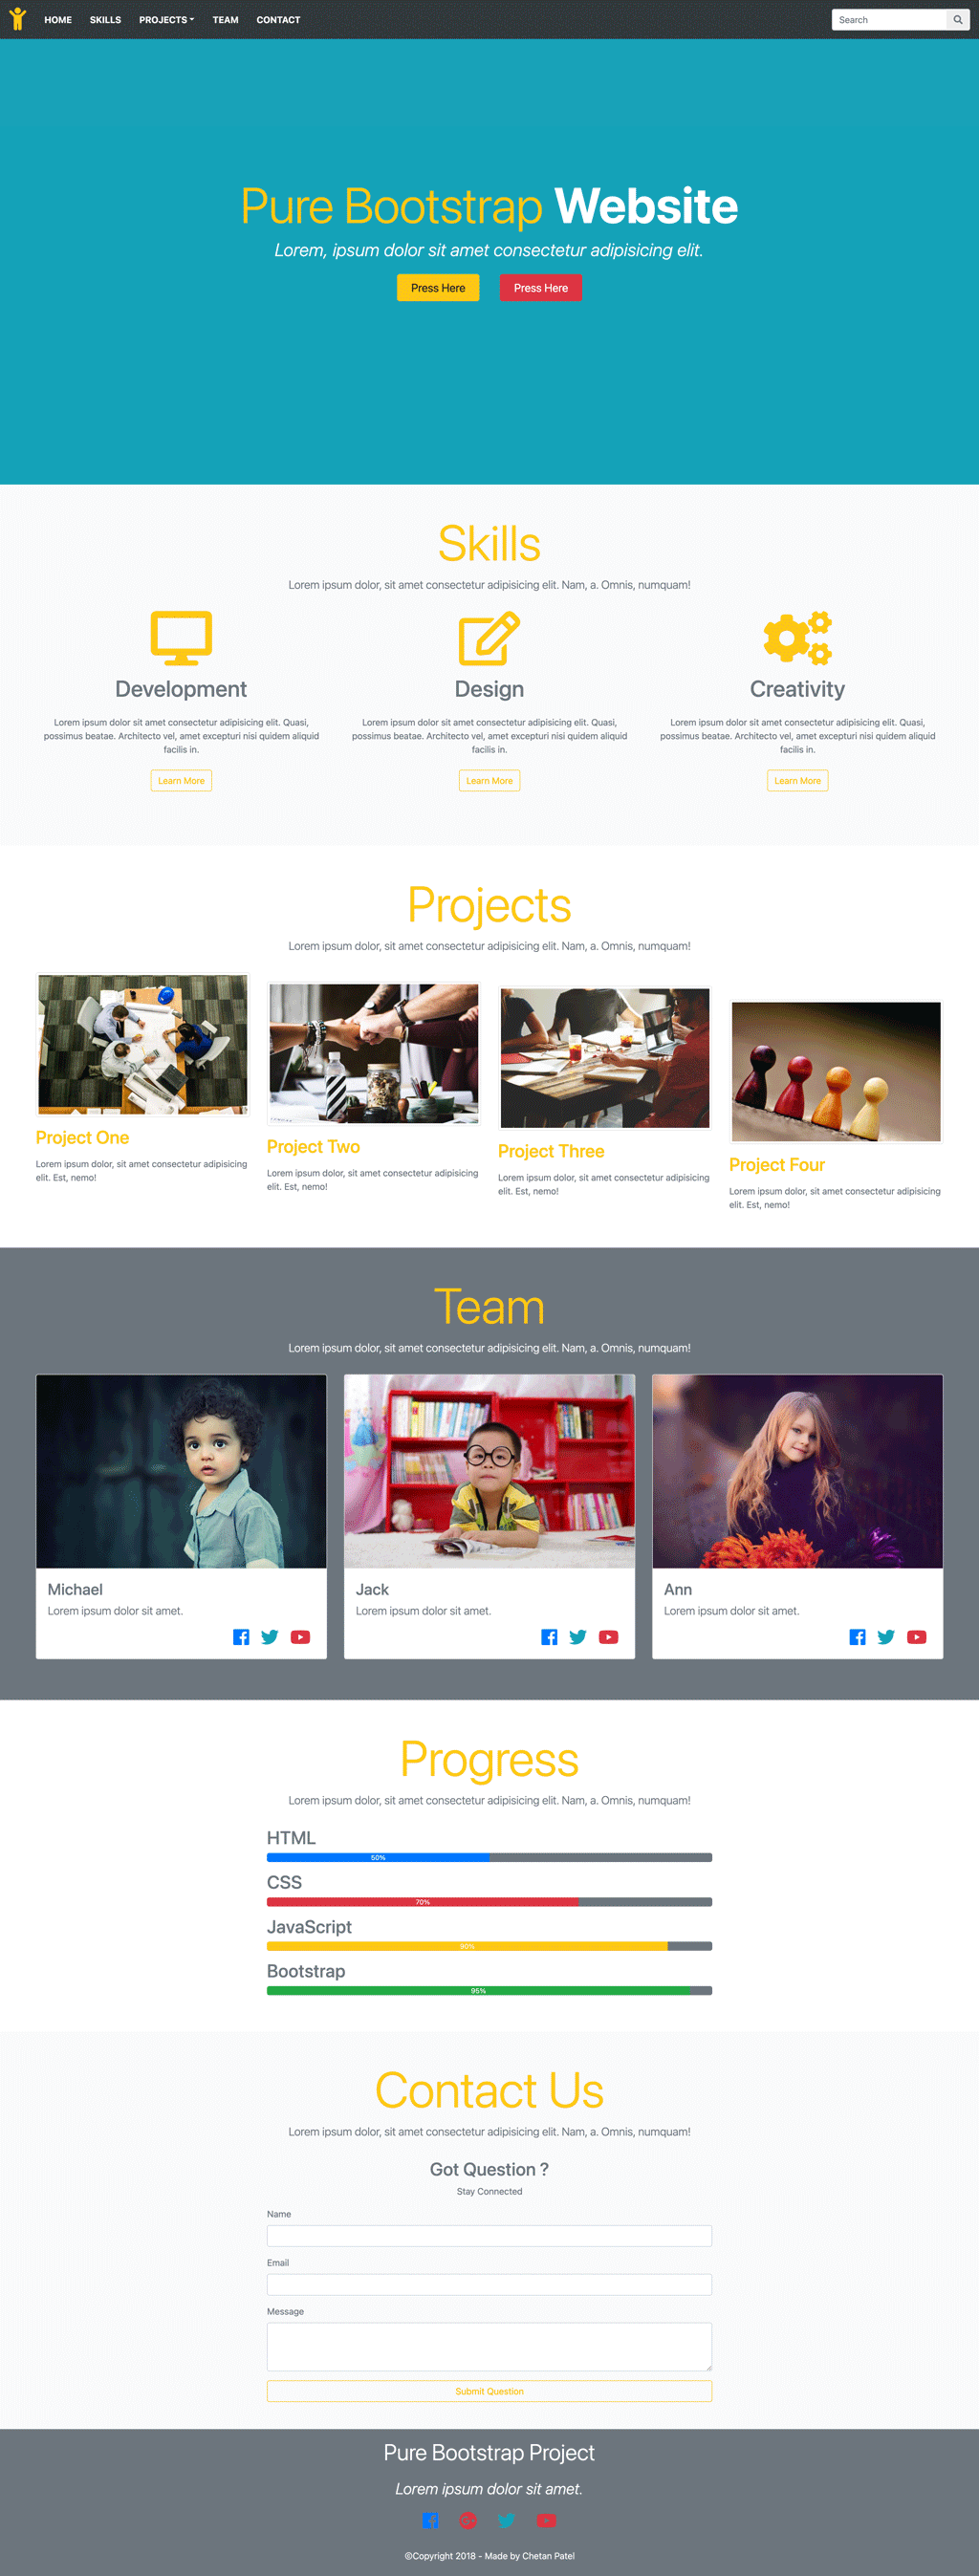 HOME SKILLS PROJECTS TEAM CONTACT Search
Pure Bootstrap Website
Lorem, ipsum dolor sit amet consectetur adipisicing elit.
Press Here Press Here
Skills
Lorem ipsum dolor, sit amet consectetur adipisicing elit. Nam, a. Omnis, numquam!
Development
Lorem ipsum dolor sit amet consectetur adipisicing elit. Quasi,
possimus beatae. Architecto vel, amet excepturi nisi quidem aliquid
facilis in.
Learn More
Design
Lorem ipsum dolor sit amet consectetur adipisicing elit. Quasi,
possimus beatae. Architecto vel, amet excepturi nisi quidem aliquid
facilis in.
Learn More
Creativity
Lorem ipsum dolor sit amet consectetur adipisicing elit. Quasi,
possimus beatae. Architecto vel, amet excepturi nisi quidem aliquid
facilis in.
Learn More
Projects
Lorem ipsum dolor, sit amet consectetur adipisicing elit. Nam, a. Omnis, numquam!
Project One
Lorem ipsum dolor, sit amet consectetur adipisicing
elit. Est, nemo!
Project Two
Lorem ipsum dolor, sit amet consectetur adipisicing
elit. Est, nemo!
Project Three
Lorem ipsum dolor, sit amet consectetur adipisicing
elit. Est, nemo!
Project Four
Lorem ipsum dolor, sit amet consectetur adipisicing
elit. Est, nemo!
Team
Lorem ipsum dolor, sit amet consectetur adipisicing elit. Nam, a. Omnis, numquam!
Michael
Lorem ipsum dolor sit amet.
Jack
Lorem ipsum dolor sit amet.
Ann
Lorem ipsum dolor sit amet.
Progress
Lorem ipsum dolor, sit amet consectetur adipisicing elit. Nam, a. Omnis, numquam!
HTML
50%
CSS
70%
JavaScript
90%
Bootstrap
95%
Contact Us
Lorem ipsum dolor, sit amet consectetur adipisicing elit. Nam, a. Omnis, numquam!
Got Question ?
Stay Connected
Name
Email
Message
Submit Question
Pure Bootstrap Project
Lorem ipsum dolor sit amet.
©Copyright 2018 - Made by Chetan Patel